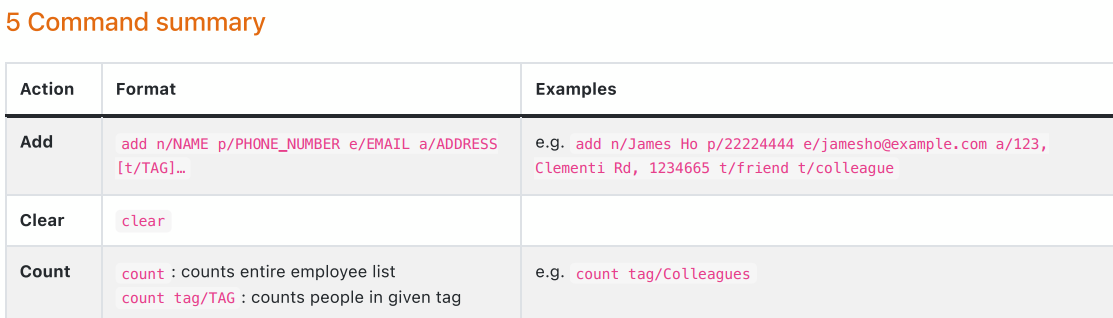 5 Command summary
Action Format Examples
Add add n/NAME p/PHONE_NUMBER e/EMAIL a/ADDRESS e.g. add n/James Ho p/22224444 e/jamesho@example.com a/123,
[t/TAG]… Clementi Rd, 1234665 t/friend t/colleague
Clear clear
Count count : counts entire employee list e.g. count tag/Colleagues
count tag/TAG : counts people in given tag